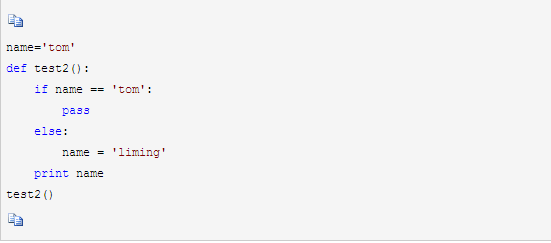 name='tom'
def test2():
    if name == 'tom':
        pass
    else:
        name = 'liming'
    print name
test2()